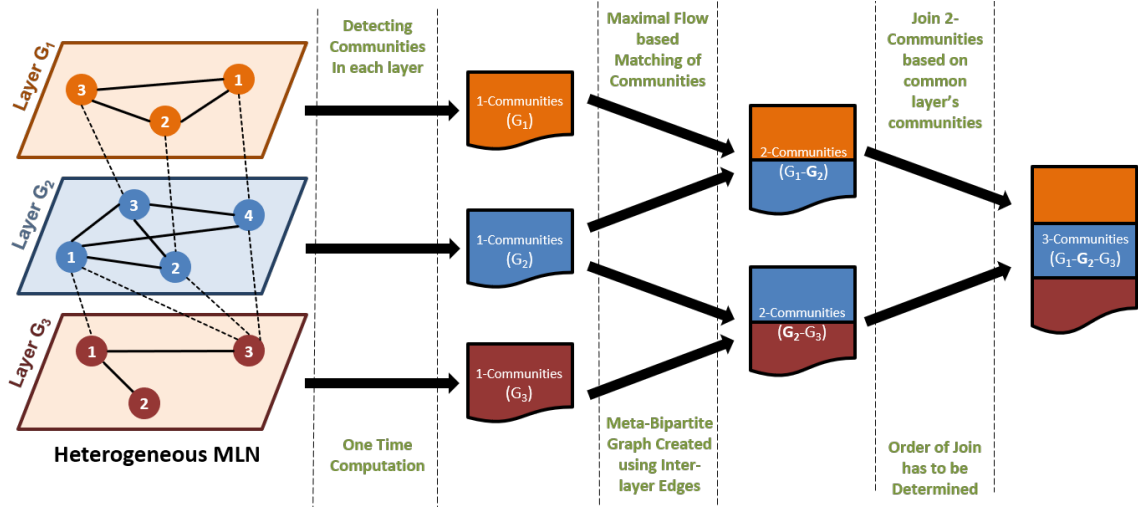 Layer G1
3
1
2
Layer G2
3
4
1
2
Layer G3
1
3
2
Heterogeneous MLN
Detecting
Communities
In each layer
One Time
Computation
1-Communities
(G1)
1-Communities
(G2)
1-Communities
(G3)
Maximal Flow
based
Matching of
Communities
Meta-Bipartite
Graph Created
using Inter-
layer Edges
2-Communities
(G1-G2)
2-Communities
(G2-G3)
Join 2-
Communities
based on
common
layer's
communities
Order of Join
has to be
Determined
3-Communities
(G1-G2-G3)